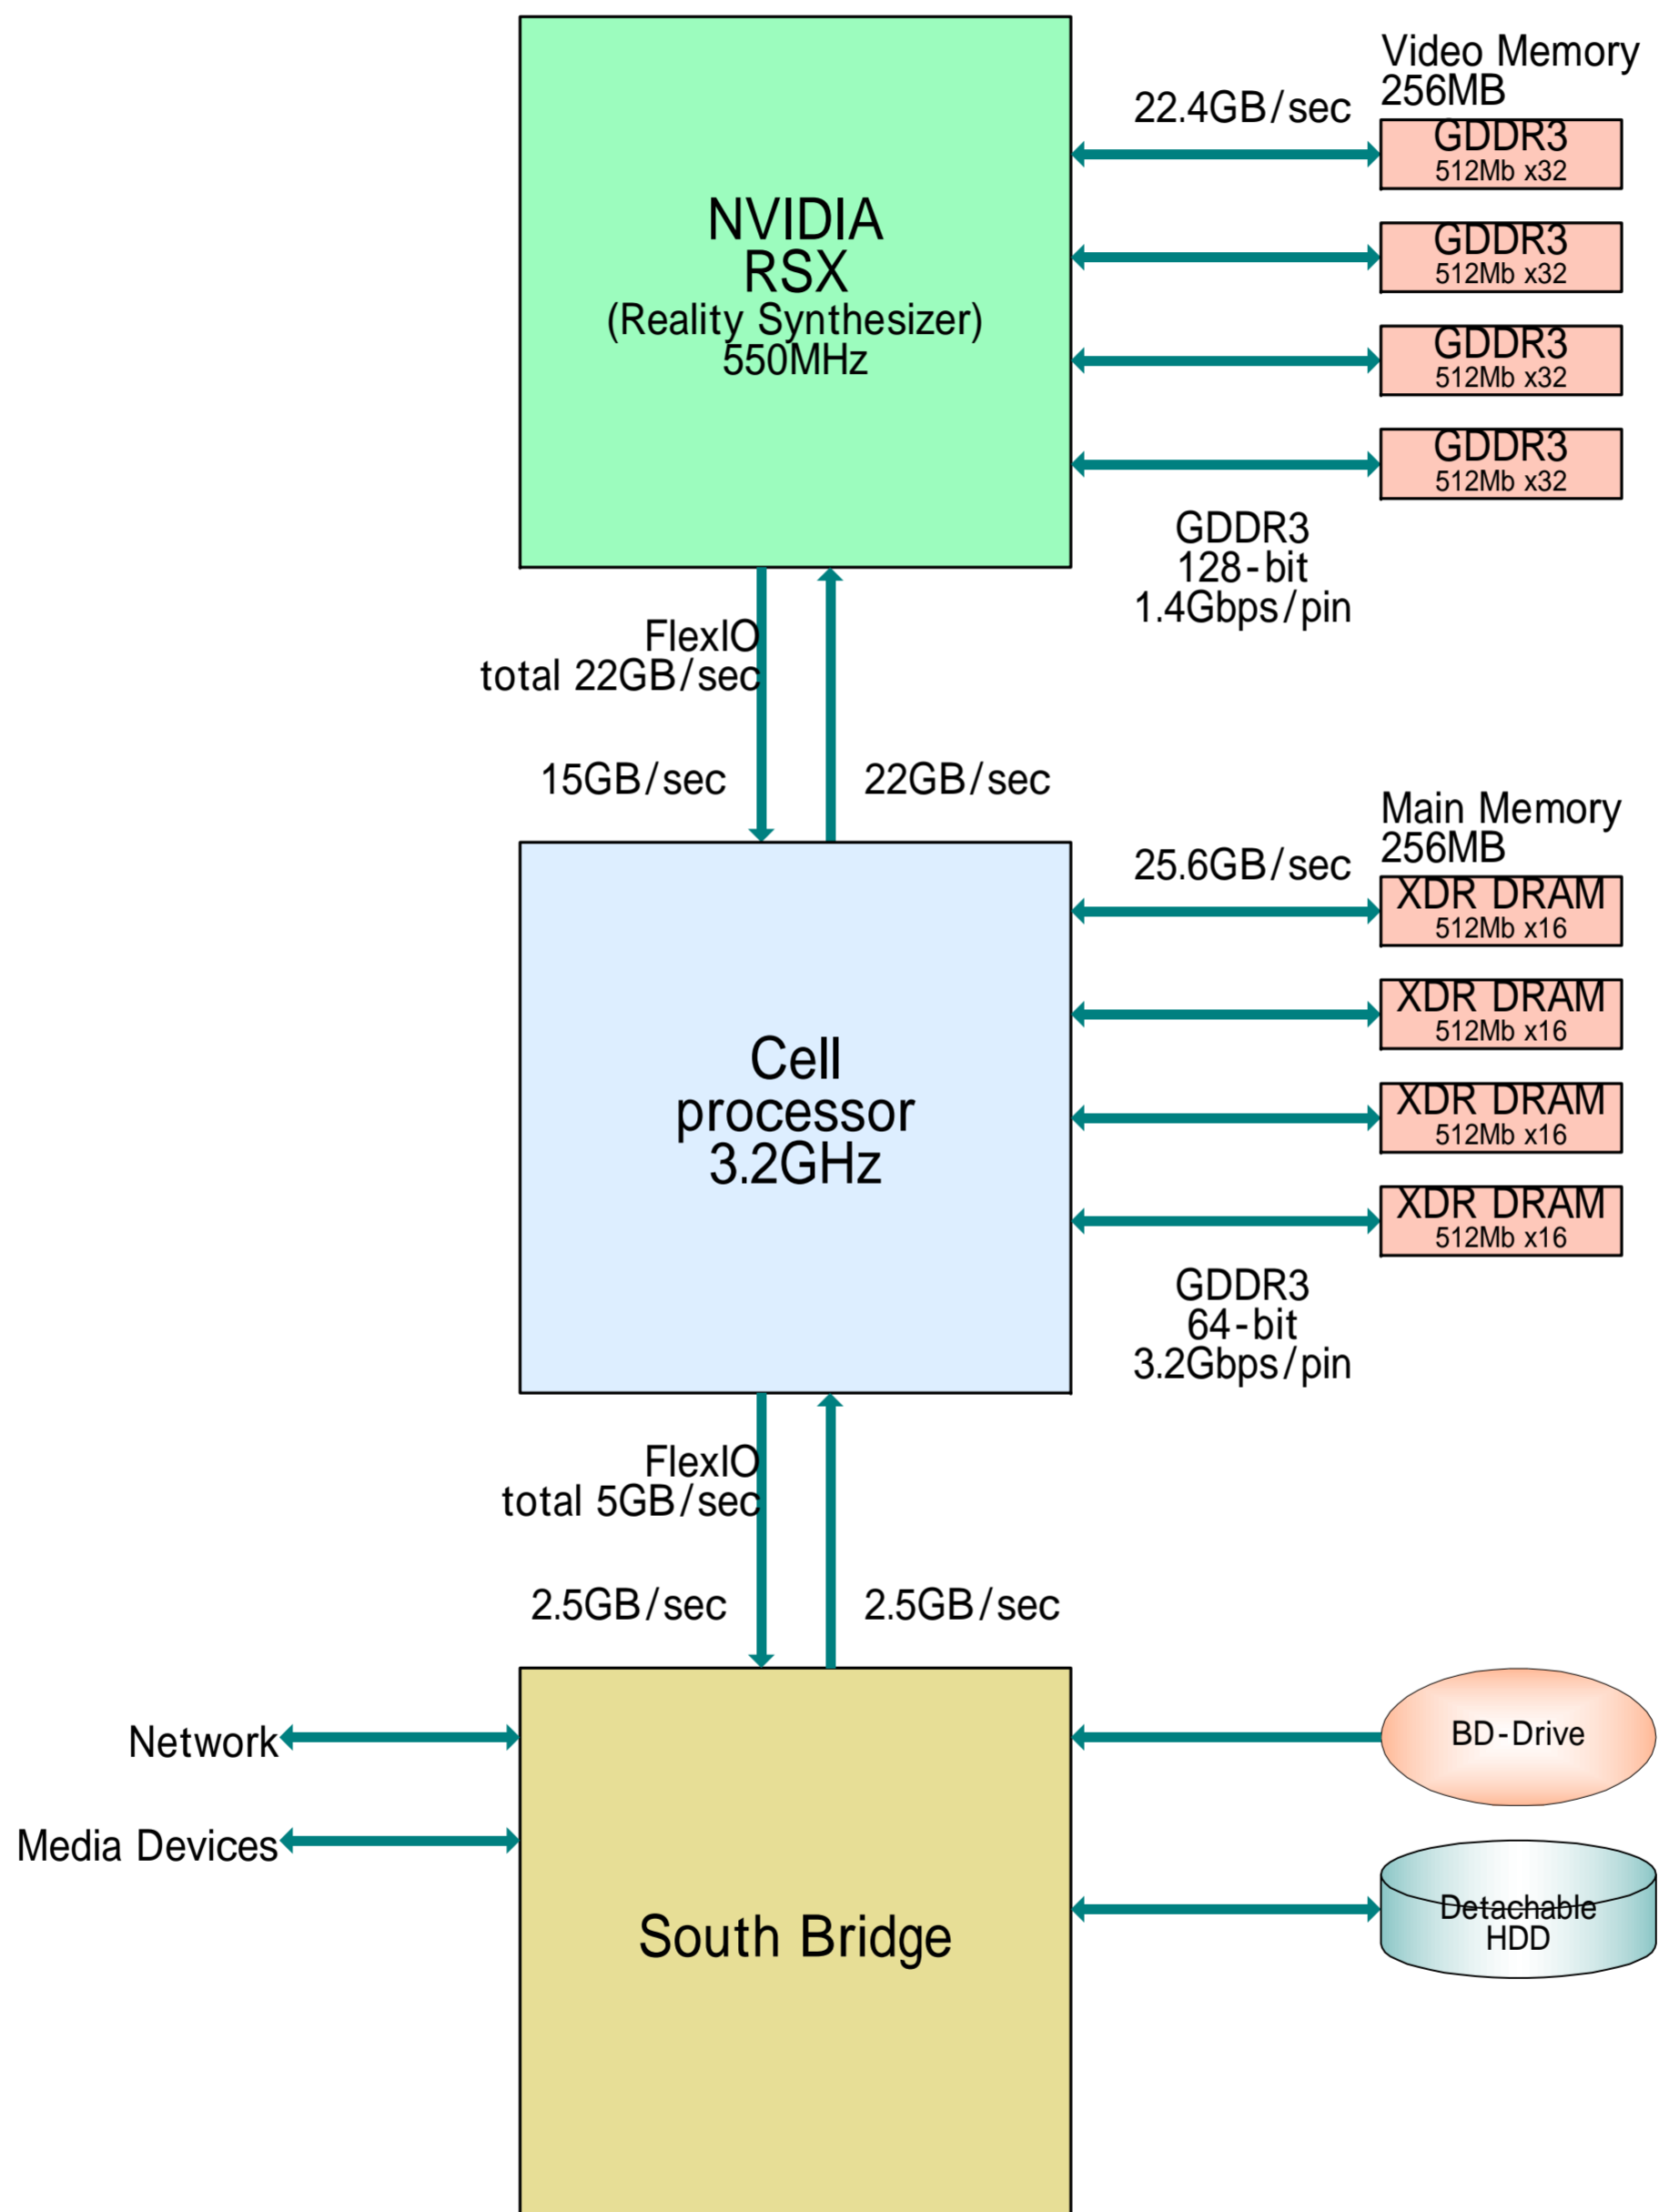 Video Memory
256MB
22.4GB/sec
GDDR3
512Mb x32
NVIDIA
RSX
(Reality Synthesizer)
550MHz
GDDR3
512Mb x32
GDDR3
512Mb x32
GDDR3
512Mb x32
GDDR3
128-bit
1.4Gbps/pin
FlexIO
total 22GB/sec
15GB/sec
22GB/sec
Main Memory
256MB
25.6GB/sec
XDR DRAM
512Mb x16
XDR DRAM
512Mb x16
Cell
processor
3.2GHz
XDR DRAM
512Mb x16
XDR DRAM
512Mb x16
GDDR3
64-bit
3.2Gbps/pin
FlexIO
total 5GB/sec
2.5GB/sec
2.5GB/sec
Network
BD-Drive
Media Devices
Detachable
HDD
South Bridge